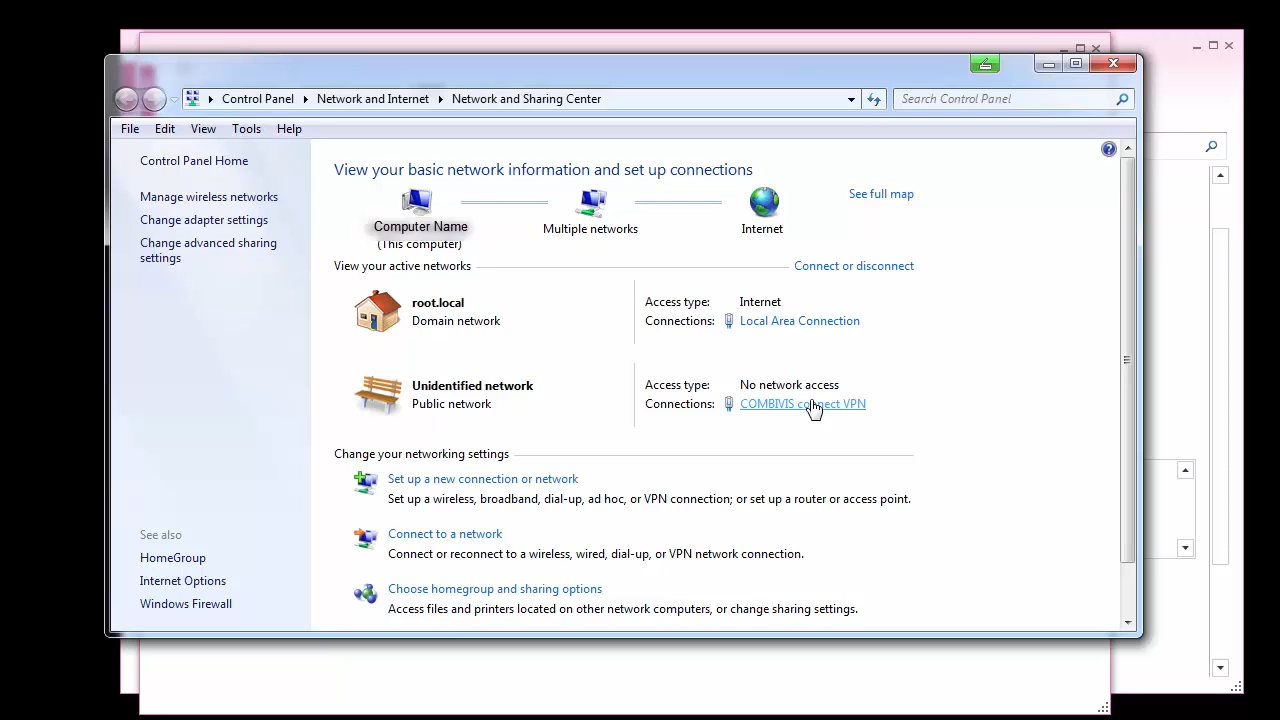 Control Panel
Network and Internet
Network and Sharing Center
Search Control Panel
File Edit View Tools Help
Control Panel Home
Manage wireless networks
Change adapter settings
Change advanced sharing
settings
See also
HomeGroup
Internet Options
Windows Firewall
View your basic network information and set up connections
See full map
Computer Name
(This computer)
Multiple networks
Internet
View your active networks
Connect or disconnect
root.local
Domain network
Access type: Internet
Connections: Local Area Connection
Unidentified network
Public network
Access type: No network access
Connections: COMBIVIS connect VPN
Change your networking settings
Set up a new connection or network
Set up a wireless, broadband, dial-up, ad hoc, or VPN connection; or set up a router or access point.
Connect to a network
Connect or reconnect to a wireless, wired, dial-up, or VPN network connection.
Choose homegroup and sharing options
Access files and printers located on other network computers, or change sharing settings.